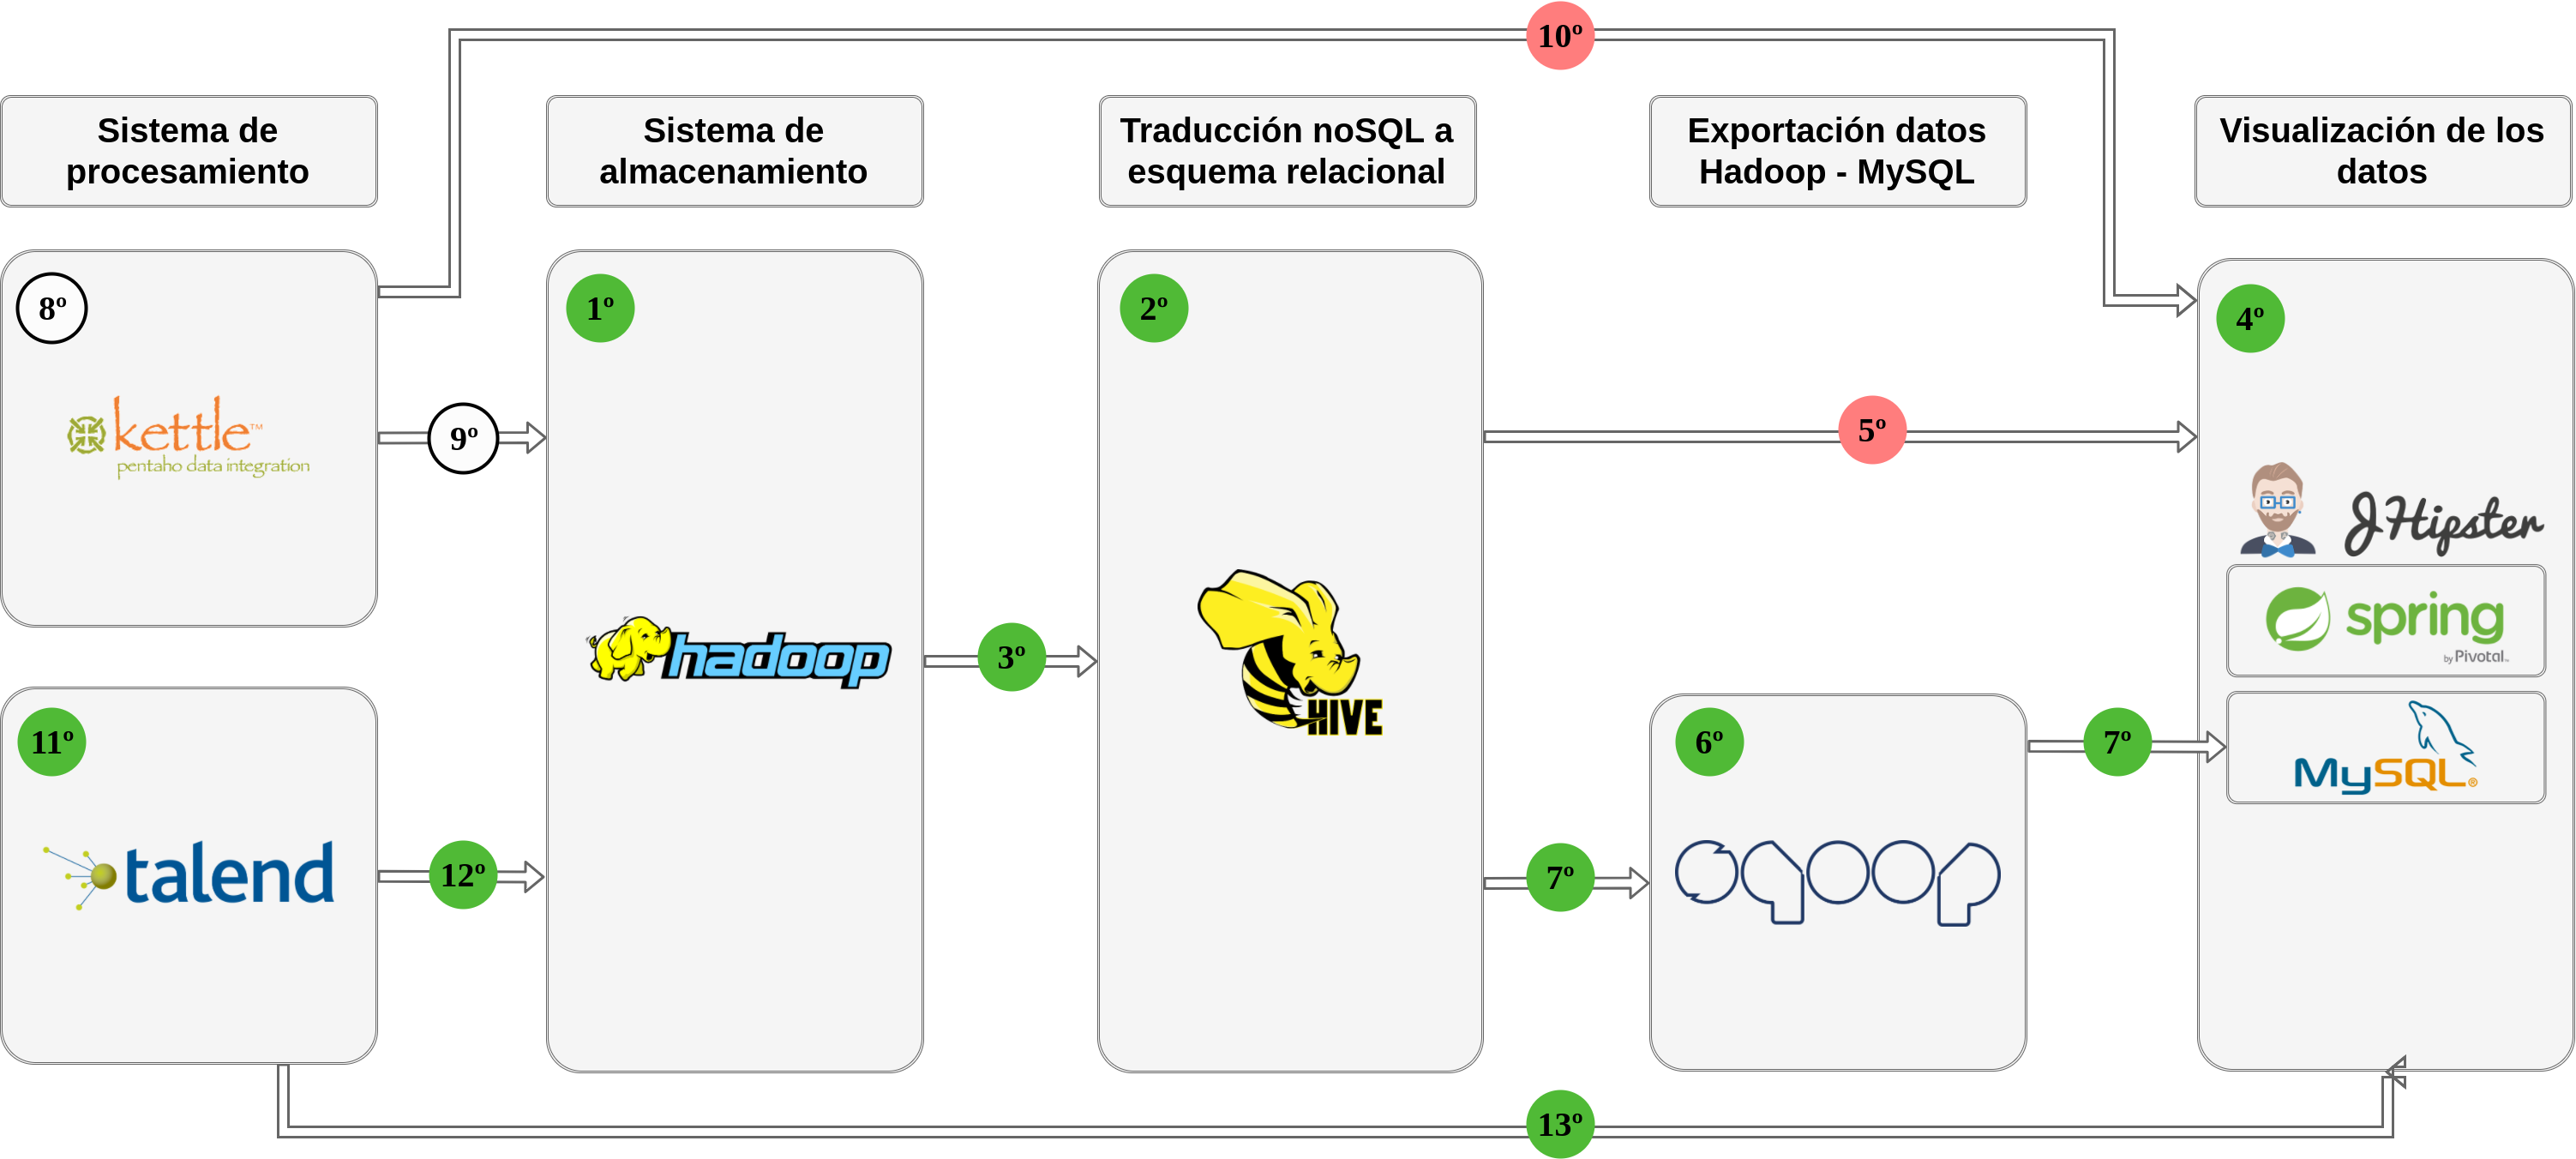 10º
Sistema de
procesamiento
Sistema de
almacenamiento
Traducción noSQL a
esquema relacional
Exportación datos
Hadoop - MySQL
Visualización de los
datos
8º
1º
2º
4º
kettle™
pentaho data integration
9º
5º
JHipster
spring
by Pivotal™
hadoop
3º
HIVE
11º
6º
7º
MySQL®
talend
12º
7º
sqoop
13º